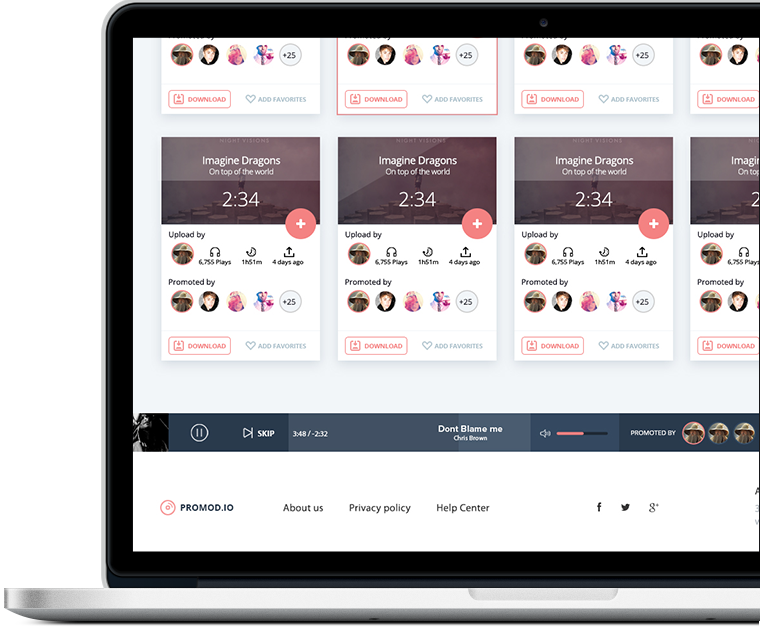 +25
+25
+25
DOWNLOAD ADD FAVORITES
DOWNLOAD ADD FAVORITES
DOWNLOAD ADD FAVORITES
DOWNLOAD
NIGHT VISIONS
Imagine Dragons
On top of the world
2:34
+
Upload by
6,755 Plays 1h51m 4 days ago
Promoted by
+25
DOWNLOAD ADD FAVORITES
NIGHT VISIONS
Imagine Dragons
On top of the world
2:34
+
Upload by
6,755 Plays 1h51m 4 days ago
Promoted by
+25
DOWNLOAD ADD FAVORITES
NIGHT VISIONS
Imagine Dragons
On top of the world
2:34
+
Upload by
6,755 Plays 1h51m 4 days ago
Promoted by
+25
DOWNLOAD ADD FAVORITES
Upload by
6,755 Plays
Promoted by
DOWNLOAD
SKIP 3:48 / -2:32
Dont Blame me
Chris Brown
PROMOTED BY
PROMOD.IO About us Privacy policy Help Center